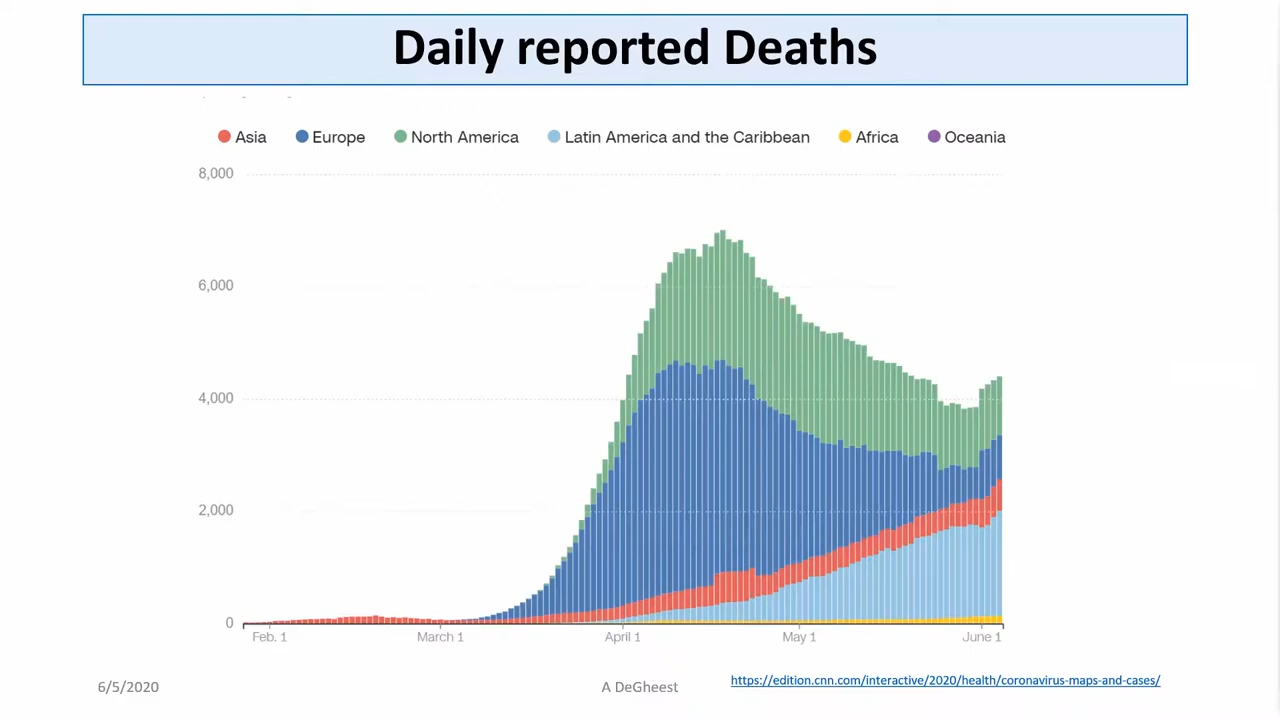 Daily reported Deaths
Asia Europe North America Latin America and the Caribbean Africa Oceania
8,000
6,000
4,000
2,000
0
Feb. 1 March 1 April 1 May 1 June 1
6/5/2020 A DeGheest https://edition.cnn.com/interactive/2020/health/coronavirus-maps-and-cases/